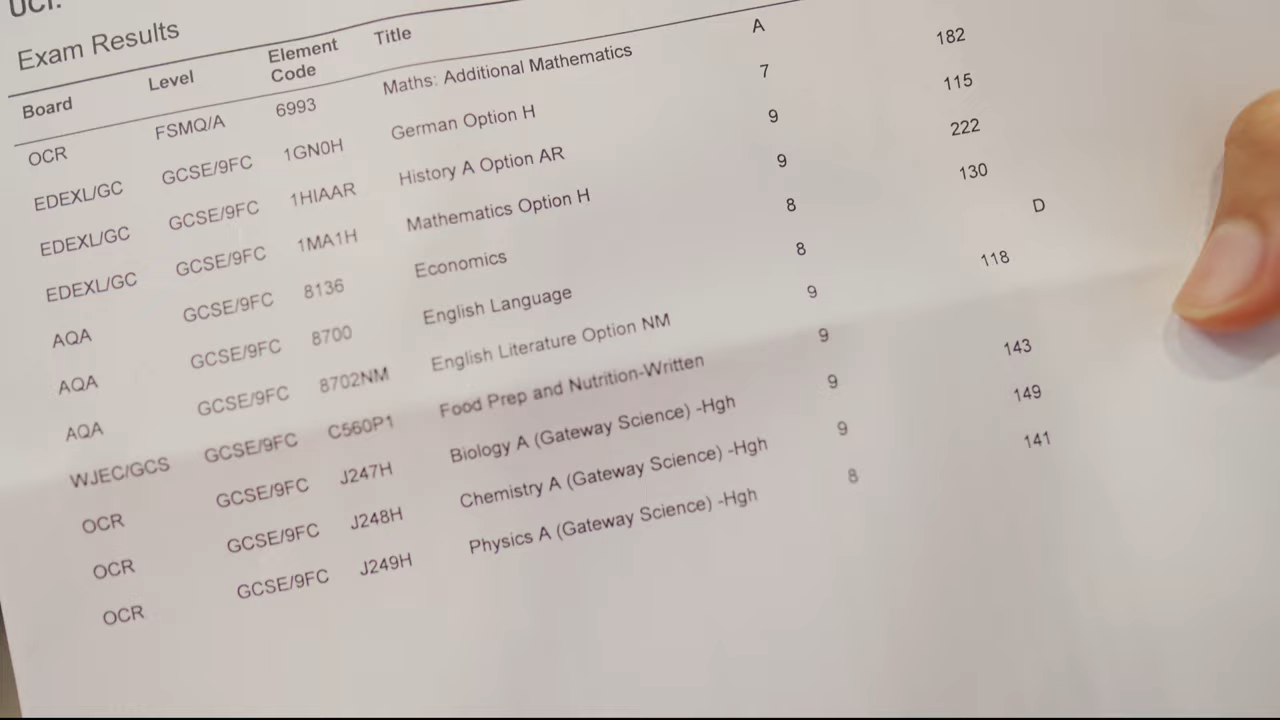 UCI:
Exam Results
Board Level Element Code Title
OCR FSMQ/A 6993 Maths: Additional Mathematics A
EDEXL/GC GCSE/9FC 1GN0H German Option H 7 182
EDEXL/GC GCSE/9FC 1HIAAR History A Option AR 9 115
EDEXL/GC GCSE/9FC 1MA1H Mathematics Option H 9 222
AQA GCSE/9FC 8136 Economics 8 130
AQA GCSE/9FC 8700 English Language 8 D
AQA GCSE/9FC 8702NM English Literature Option NM 9 118
WJEC/GCS GCSE/9FC C560P1 Food Prep and Nutrition-Written 9
OCR GCSE/9FC J247H Biology A (Gateway Science) -Hgh 9 143
OCR GCSE/9FC J248H Chemistry A (Gateway Science) -Hgh 9 149
OCR GCSE/9FC J249H Physics A (Gateway Science) -Hgh 8 141